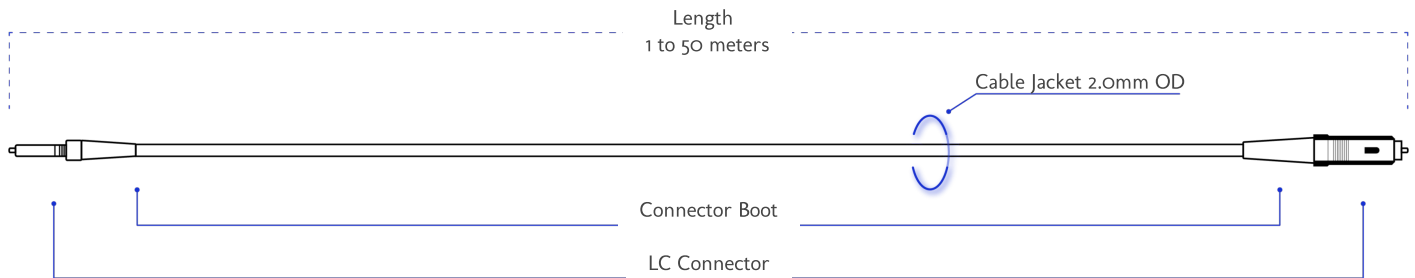 Length
1 to 50 meters
Cable Jacket 2.0mm OD
Connector Boot
LC Connector